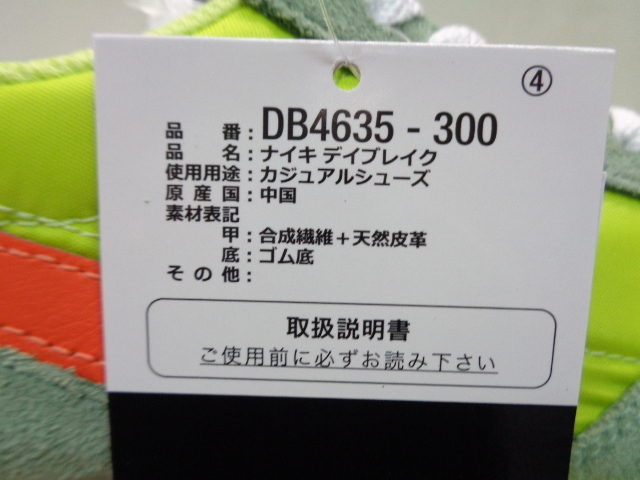 ④
品番：DB4635 - 300
品名：ナイキ デイブレイク
使用用途：カジュアルシューズ
原産国：中国
素材表記
甲：合成繊維＋天然皮革
底：ゴム底
その他：
取扱説明書
ご使用前に必ずお読み下さい